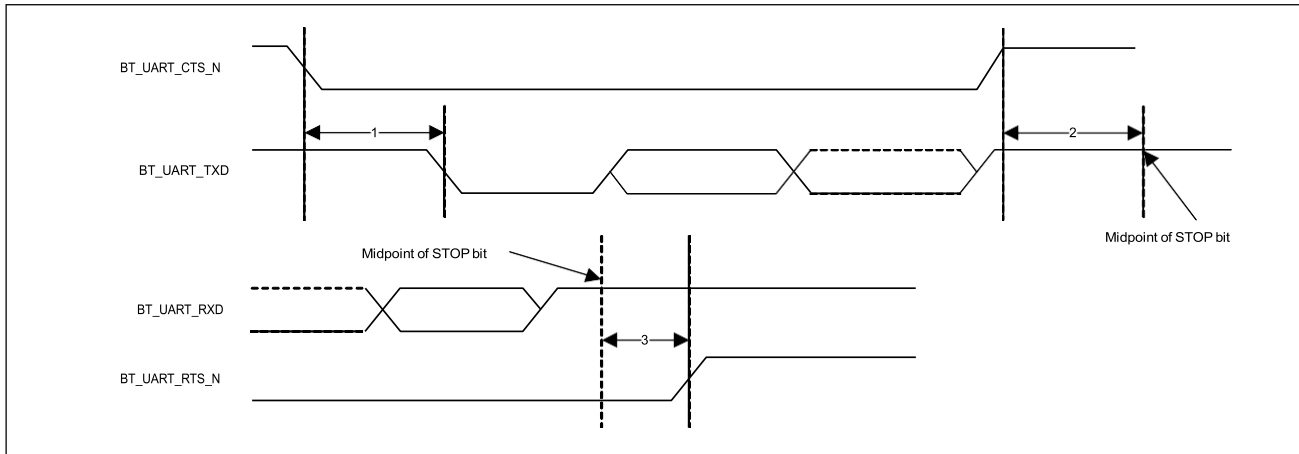 BT_UART_CTS_N
1
2
BT_UART_TXD
Midpoint of STOP bit
Midpoint of STOP bit
BT_UART_RXD
3
BT_UART_RTS_N